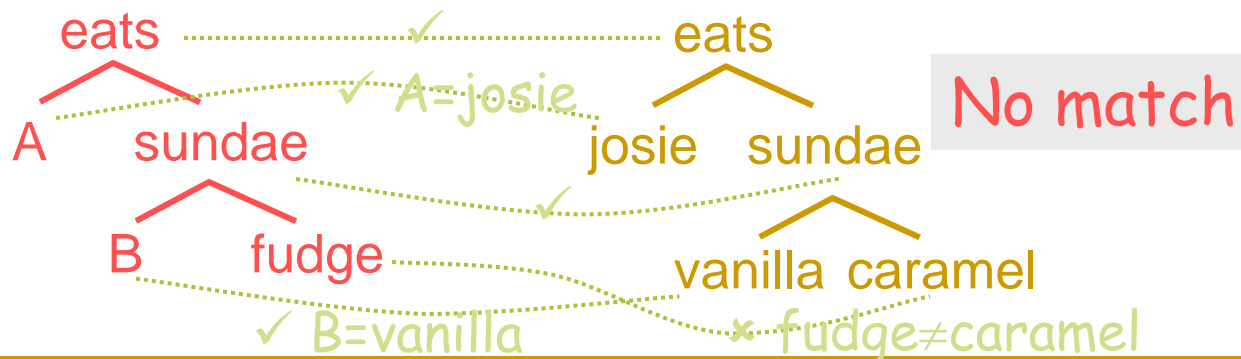 eats ✓ eats
✓ A=josie No match
A sundae josie sundae
✓
B fudge vanilla caramel
✓ B=vanilla ✗ fudge≠caramel